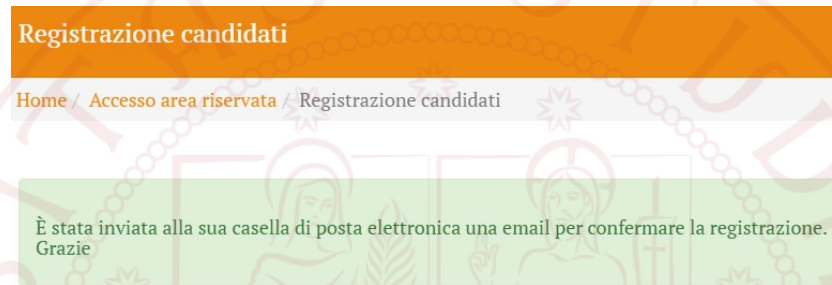 Registrazione candidati
Home / Accesso area riservata / Registrazione candidati
È stata inviata alla sua casella di posta elettronica una email per confermare la registrazione.
Grazie